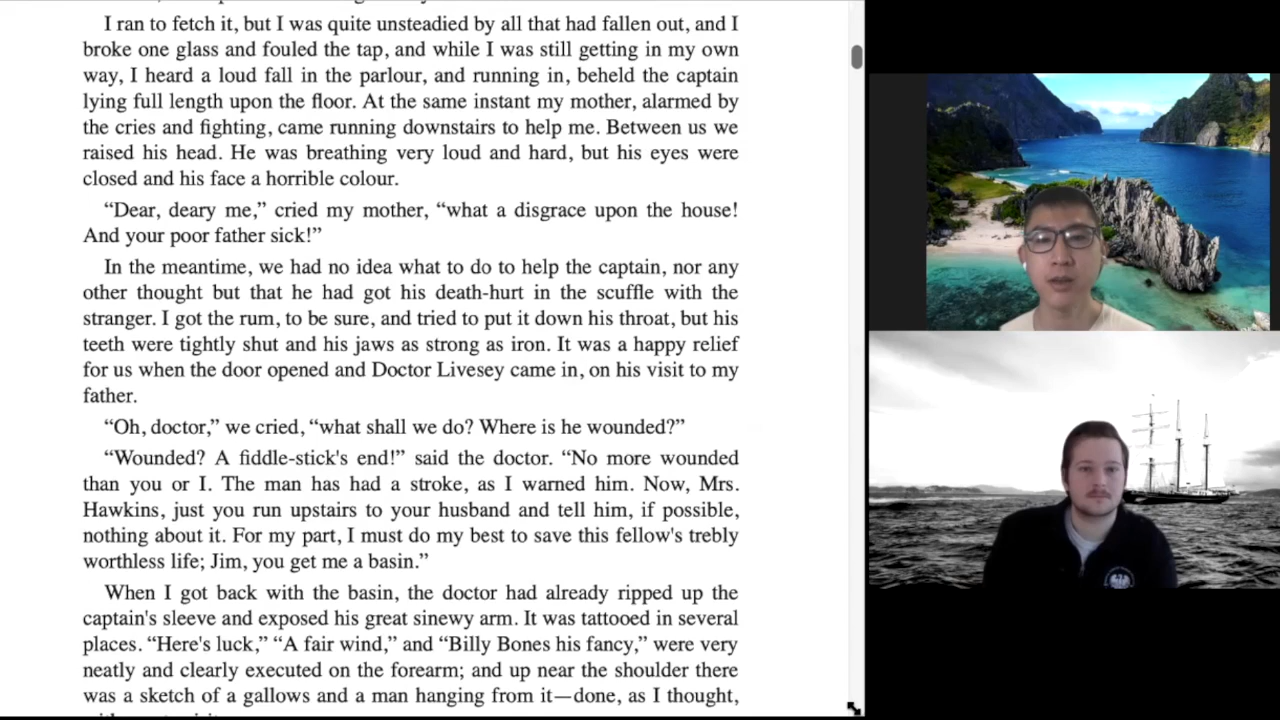 I ran to fetch it, but I was quite unsteadied by all that had fallen out, and I
broke one glass and fouled the tap, and while I was still getting in my own
way, I heard a loud fall in the parlour, and running in, beheld the captain
lying full length upon the floor. At the same instant my mother, alarmed by
the cries and fighting, came running downstairs to help me. Between us we
raised his head. He was breathing very loud and hard, but his eyes were
closed and his face a horrible colour.
“Dear, deary me,” cried my mother, “what a disgrace upon the house!
And your poor father sick!”
In the meantime, we had no idea what to do to help the captain, nor any
other thought but that he had got his death-hurt in the scuffle with the
stranger. I got the rum, to be sure, and tried to put it down his throat, but his
teeth were tightly shut and his jaws as strong as iron. It was a happy relief
for us when the door opened and Doctor Livesey came in, on his visit to my
father.
“Oh, doctor,” we cried, “what shall we do? Where is he wounded?”
“Wounded? A fiddle-stick's end!” said the doctor. “No more wounded
than you or I. The man has had a stroke, as I warned him. Now, Mrs.
Hawkins, just you run upstairs to your husband and tell him, if possible,
nothing about it. For my part, I must do my best to save this fellow's trebly
worthless life; Jim, you get me a basin.”
When I got back with the basin, the doctor had already ripped up the
captain's sleeve and exposed his great sinewy arm. It was tattooed in several
places. “Here's luck,” “A fair wind,” and “Billy Bones his fancy,” were very
neatly and clearly executed on the forearm; and up near the shoulder there
was a sketch of a gallows and a man hanging from it—done, as I thought,